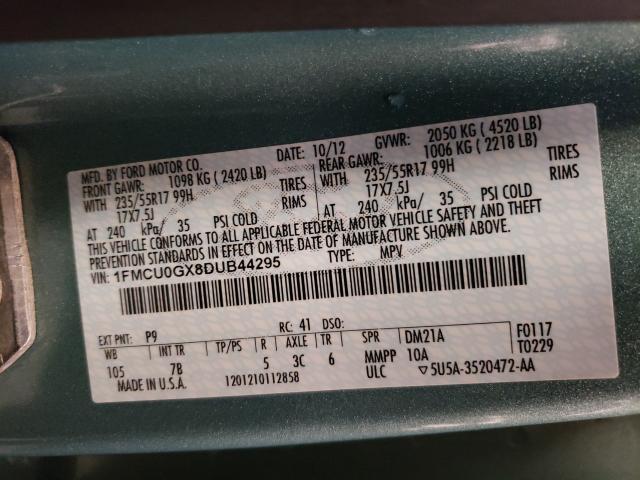 MFD. BY FORD MOTOR CO.
DATE: 10/12
GVWR: 2050 KG ( 4520 LB)
FRONT GAWR: 1098 KG ( 2420 LB)
REAR GAWR: 1006 KG ( 2218 LB)
WITH 235/55R17 99H TIRES
WITH 235/55R17 99H TIRES
17X7.5J RIMS
17X7.5J RIMS
AT 240 kPa/ 35 PSI COLD
AT 240 kPa/ 35 PSI COLD
THIS VEHICLE CONFORMS TO ALL APPLICABLE FEDERAL MOTOR VEHICLE SAFETY AND THEFT
PREVENTION STANDARDS IN EFFECT ON THE DATE OF MANUFACTURE SHOWN ABOVE.
VIN: 1FMCU0GX8DUB44295
TYPE: MPV
EXT PNT: P9 RC: 41 DSO:
WB INT TR TP/PS R AXLE TR SPR DM21A F0117
105 7B 5 3C 6 MMPP 10A T0229
MADE IN U.S.A. 1201210112858 ULC ▽5U5A-3520472-AA